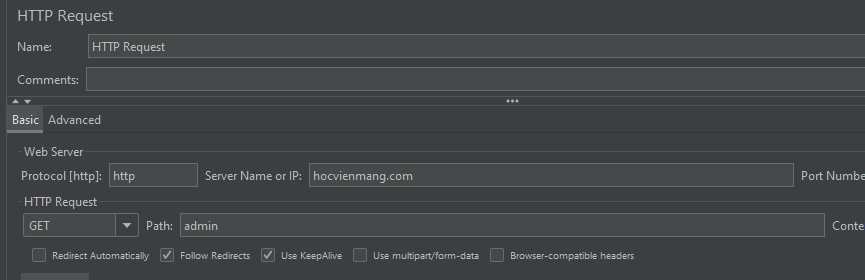 HTTP Request
Name: HTTP Request
Comments:
Basic Advanced
Web Server
Protocol [http]: http Server Name or IP: hocvienmang.com Port Numbe
HTTP Request
GET Path: admin Conte
Redirect Automatically Follow Redirects Use KeepAlive Use multipart/form-data Browser-compatible headers